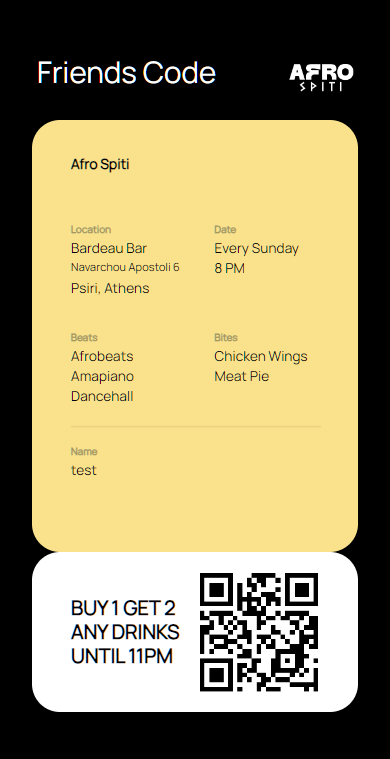 Friends Code
AFRO
SPITI
Afro Spiti
Location
Bardeau Bar
Navarchou Apostoli 6
Psiri, Athens
Date
Every Sunday
8 PM
Beats
Afrobeats
Amapiano
Dancehall
Bites
Chicken Wings
Meat Pie
Name
test
BUY 1 GET 2
ANY DRINKS
UNTIL 11PM